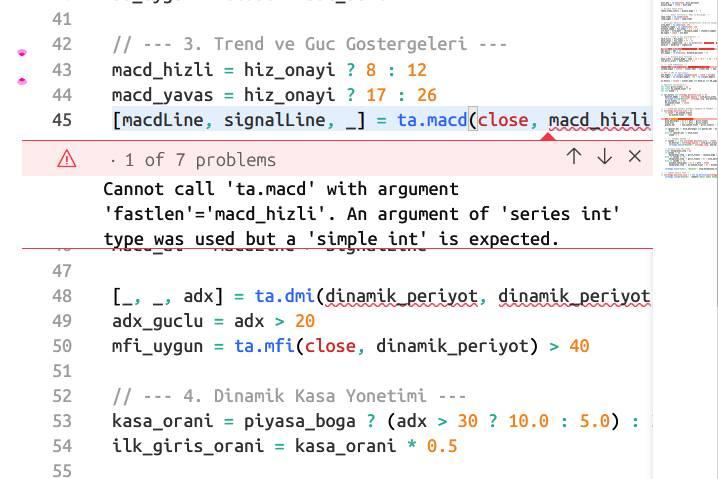 41
42 // --- 3. Trend ve Guc Gostergeleri ---
43 macd_hizli = hiz_onayi ? 8 : 12
44 macd_yavas = hiz_onayi ? 17 : 26
45 [macdLine, signalLine, _] = ta.macd(close, macd_hizli
· 1 of 7 problems
Cannot call 'ta.macd' with argument
'fastlen'='macd_hizli'. An argument of 'series int'
type was used but a 'simple int' is expected.
47
48 [_, _, adx] = ta.dmi(dinamik_periyot, dinamik_periyot
49 adx_guclu = adx > 20
50 mfi_uygun = ta.mfi(close, dinamik_periyot) > 40
51
52 // --- 4. Dinamik Kasa Yonetimi ---
53 kasa_orani = piyasa_boga ? (adx > 30 ? 10.0 : 5.0) :
54 ilk_giris_orani = kasa_orani * 0.5
55